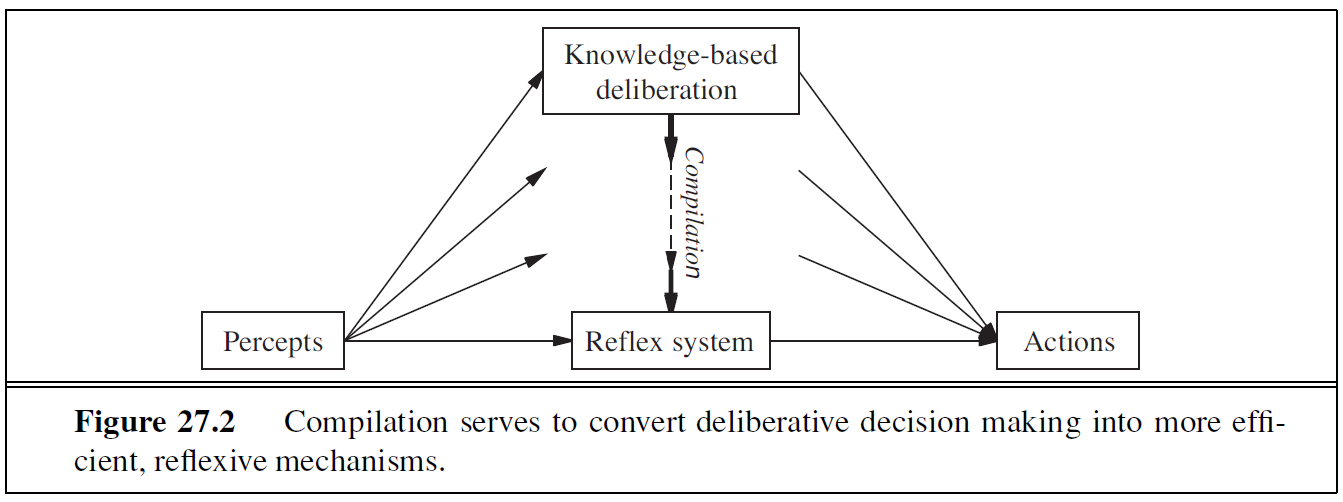 Knowledge-based
deliberation
Compilation
Percepts
Reflex system
Actions
Figure 27.2 Compilation serves to convert deliberative decision making into more effi-
cient, reflexive mechanisms.